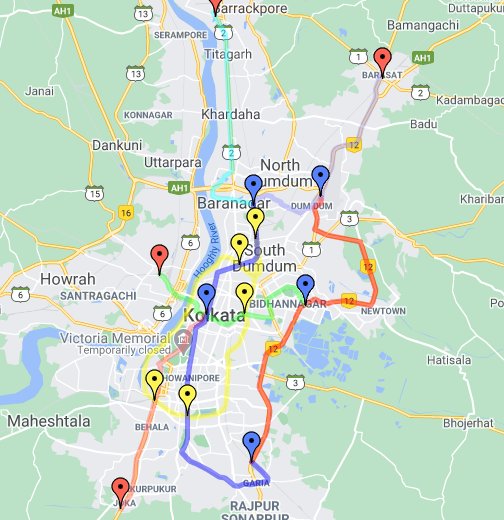 Barrackpore
Duttapukur
AH1
13
2
SERAMPORE
Bamangachi
Titagarh
1
AH1
BARASAT
13
2
Janai
Kadambagachi
KONNAGAR
Khardaha
Badu
Dankuni
12
2
Uttarpara
North
Dumdum
AH1
15
Baranagar
DUM DUM
Kharibari
16
3
6
1
Hooghly River
South
Dumdum
12
Howrah
6
SANTRAGACHI
6
BIDHANNAGAR
12
Kolkata
NEWTOWN
Victoria Memorial
Temporarily closed
12
Hatisala
BHOWANIPORE
3
Maheshtala
BEHALA
Bhojerhat
THAKURPUKUR
JOKA
GARIA
RAJPUR
SONARPUR